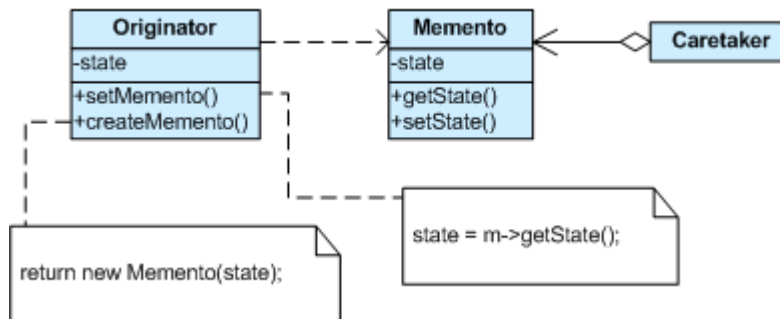 Originator
-state
+setMemento()
+createMemento()
Memento
-state
+getState()
+setState()
Caretaker
return new Memento(state);
state = m->getState();